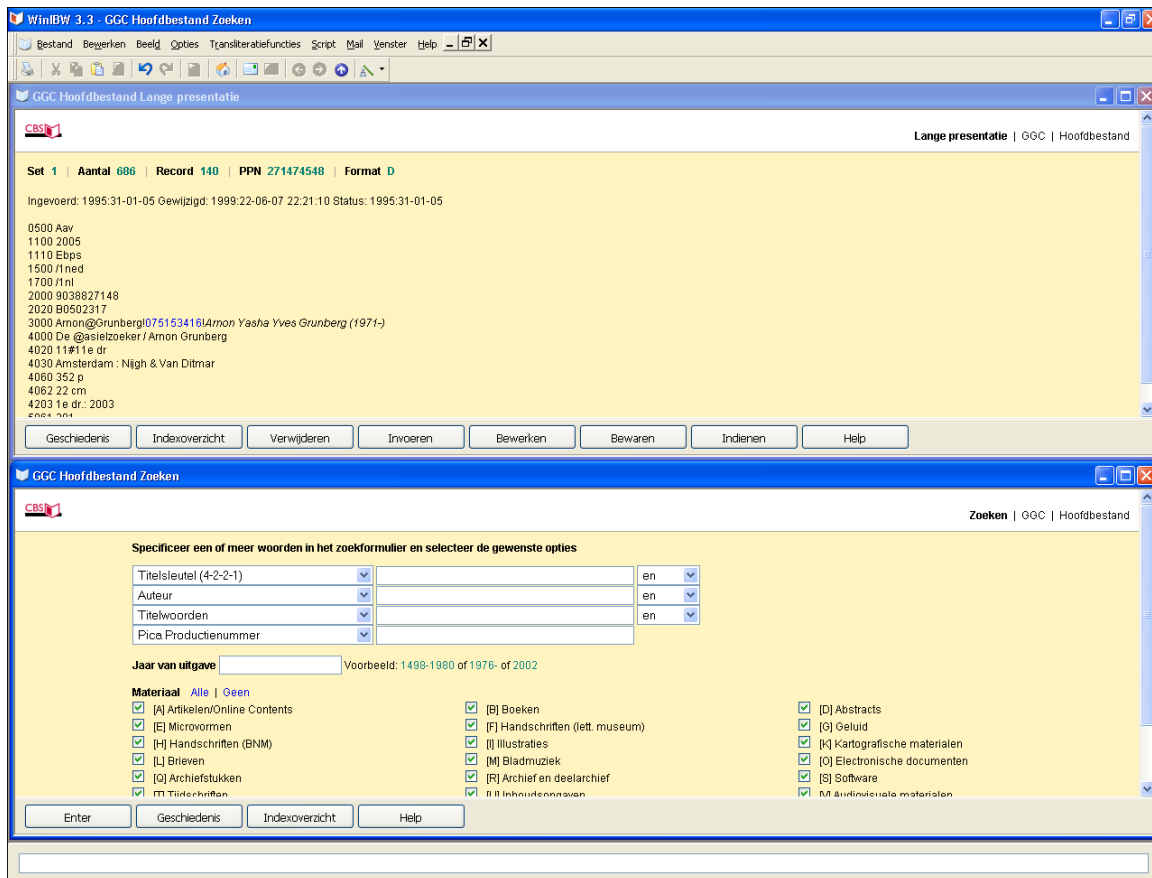 WinIBW 3.3 - GGC Hoofdbestand Zoeken
Bestand Bewerken Beeld Opties Transliteratiefuncties Script Mail Venster Help
GGC Hoofdbestand Lange presentatie
CBS
Lange presentatie | GGC | Hoofdbestand
Set 1 | Aantal 686 | Record 140 | PPN 271474548 | Format D
Ingevoerd: 1995:31-01-05 Gewijzigd: 1999:22-06-07 22:21:10 Status: 1995:31-01-05
0500 Aav
1100 2005
1110 Ebps
1500 /1ned
1700 /1nl
2000 9038827148
2020 B0502317
3000 Arnon@Grunberg!075153416!Arnon Yasha Yves Grunberg (1971-)
4000 De @asielzoeker / Arnon Grunberg
4020 11#11e dr
4030 Amsterdam : Nijgh & Van Ditmar
4060 352 p
4062 22 cm
4203 1e dr.: 2003
5061 201
Geschiedenis Indexoverzicht Verwijderen Invoeren Bewerken Bewaren Indienen Help
GGC Hoofdbestand Zoeken
CBS
Zoeken | GGC | Hoofdbestand
Specificeer een of meer woorden in het zoekformulier en selecteer de gewenste opties
Titelsleutel (4-2-2-1) en
Auteur en
Titelwoorden en
Pica Productienummer
Jaar van uitgave Voorbeeld: 1498-1980 of 1976- of 2002
Materiaal Alle | Geen
[A] Artikelen/Online Contents [B] Boeken [D] Abstracts
[E] Microvormen [F] Handschriften (lett. museum) [G] Geluid
[H] Handschriften (BNM) [I] Illustraties [K] Kartografische materialen
[L] Brieven [M] Bladmuziek [O] Electronische documenten
[Q] Archiefstukken [R] Archief en deelarchief [S] Software
[T] Tijdschriften [U] Inhoudsopgaven [V] Audiovisuele materialen
Enter Geschiedenis Indexoverzicht Help